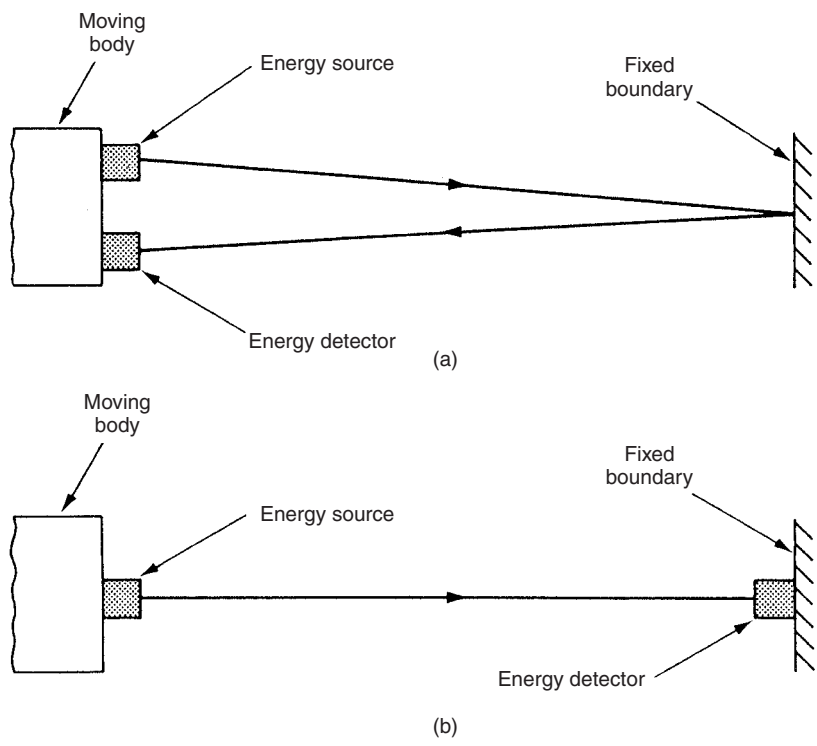 Moving
body
Energy source
Fixed
boundary
Energy detector
(a)
Moving
body
Energy source
Fixed
boundary
Energy detector
(b)